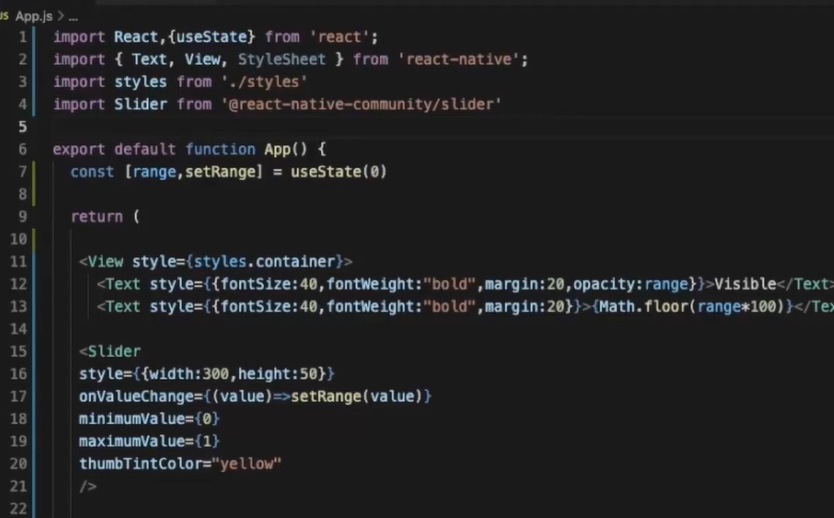 JS App.js > ...
1 import React,{useState} from 'react';
2 import { Text, View, StyleSheet } from 'react-native';
3 import styles from './styles'
4 import Slider from '@react-native-community/slider'
5
6 export default function App() {
7 const [range,setRange] = useState(0)
8
9 return (
10
11 <View style={styles.container}>
12 <Text style={{fontSize:40,fontWeight:"bold",margin:20,opacity:range}}>Visible</Text>
13 <Text style={{fontSize:40,fontWeight:"bold",margin:20}}>{Math.floor(range*100)}</Te
14
15 <Slider
16 style={{width:300,height:50}}
17 onValueChange={(value)=>setRange(value)}
18 minimumValue={0}
19 maximumValue={1}
20 thumbTintColor="yellow"
21 />
22